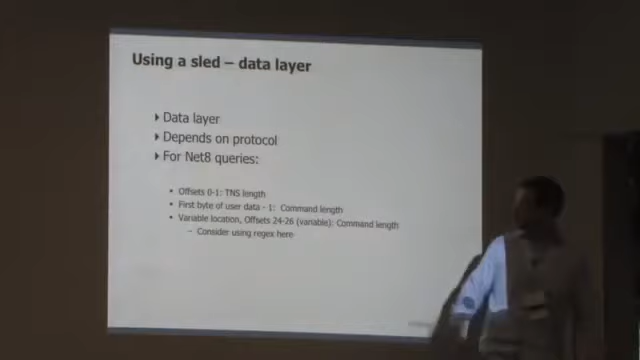 Using a sled – data layer
Data layer
Depends on protocol
For Net8 queries:
Offsets 0-1: TNS length
First byte of user data - 1: Command length
Variable location, Offsets 24-26 (variable): Command length
– Consider using regex here